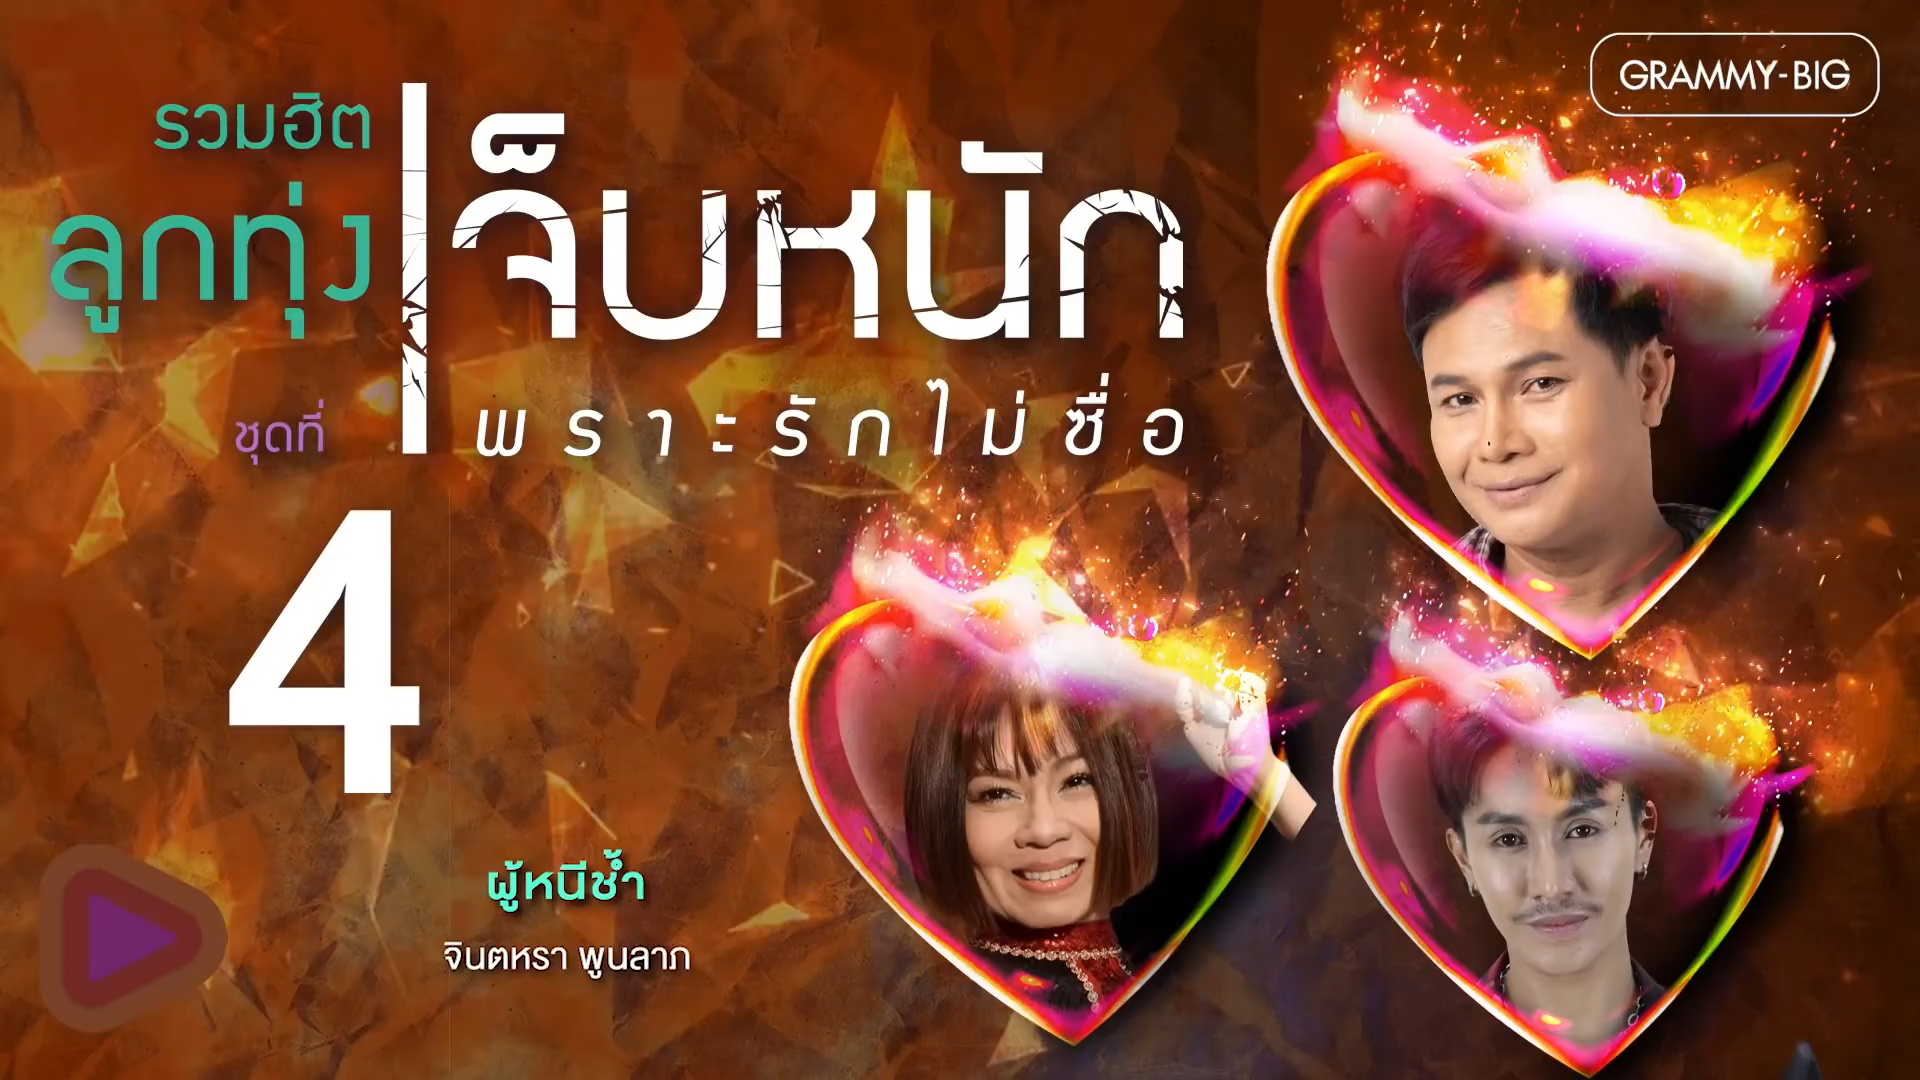 GRAMMY-BIG
รวมฮิต
ลูกทุ่ง
เจ็บหนัก
เพราะรักไม่ซื่อ
ชุดที่
4
ผู้หนีช้ำ
จินตหรา พูนลาภ